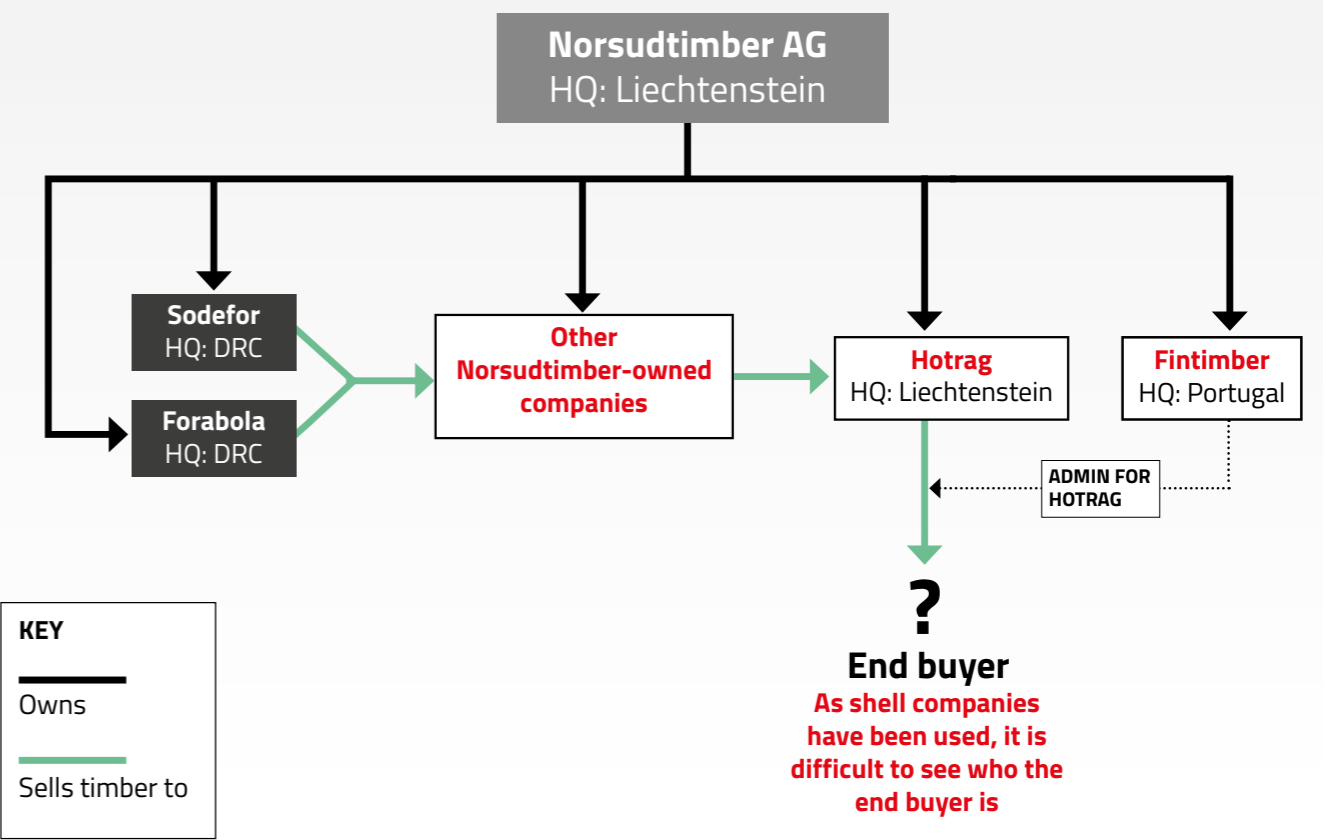 Norsudtimber AG
HQ: Liechtenstein
Sodefor
HQ: DRC
Forabola
HQ: DRC
Other
Norsudtimber-owned
companies
Hotrag
HQ: Liechtenstein
Fintimber
HQ: Portugal
ADMIN FOR
HOTRAG
?
End buyer
As shell companies
have been used, it is
difficult to see who the
end buyer is
KEY
Owns
Sells timber to